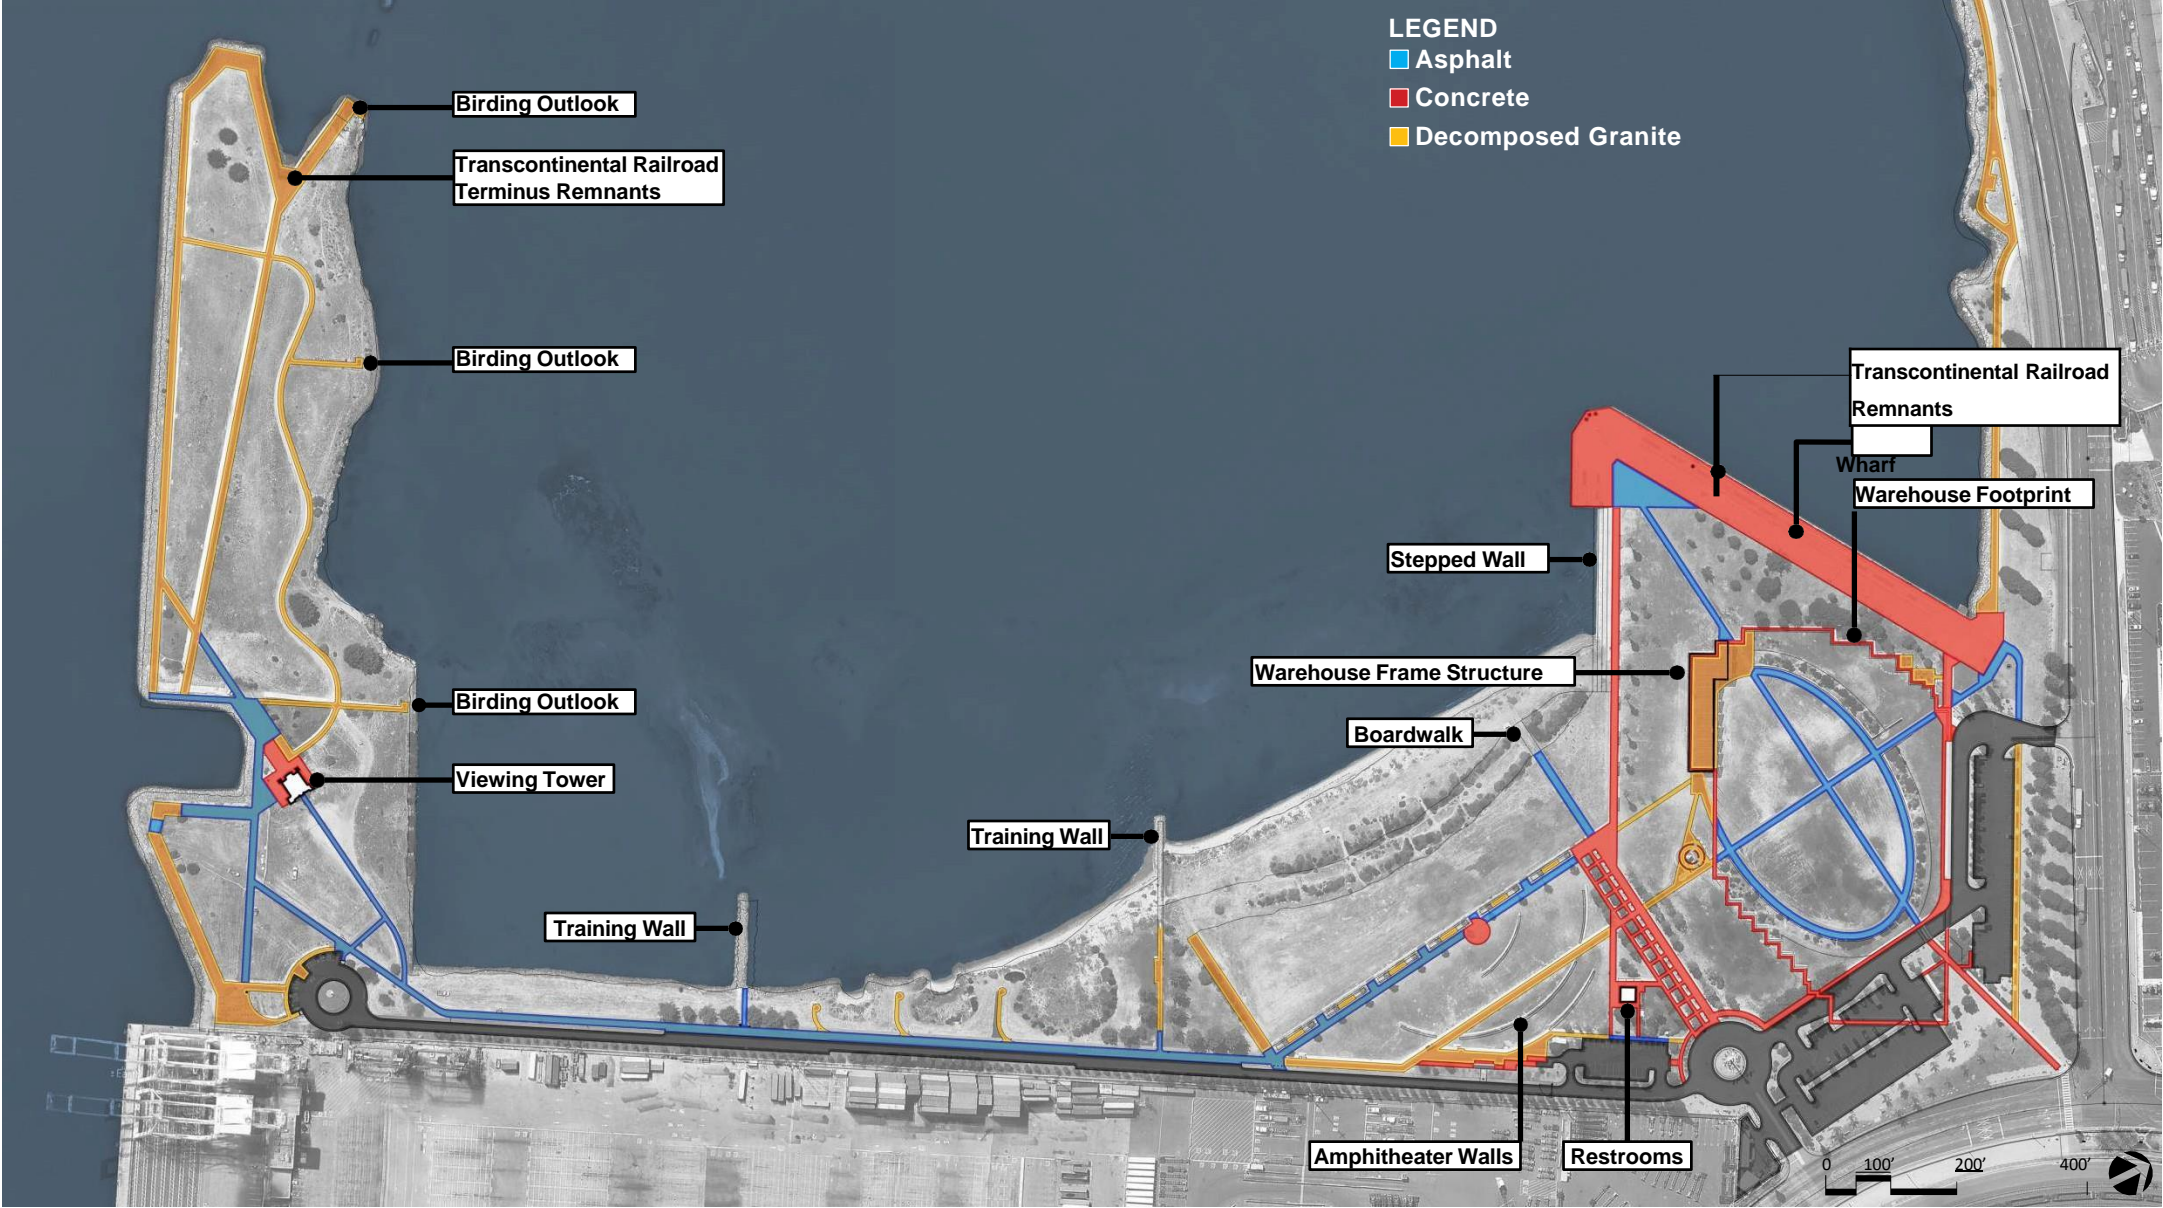 LEGEND
Asphalt
Concrete
Decomposed Granite
Birding Outlook
Transcontinental Railroad
Terminus Remnants
Birding Outlook
Transcontinental Railroad
Remnants
Wharf
Warehouse Footprint
Stepped Wall
Warehouse Frame Structure
Birding Outlook
Boardwalk
Viewing Tower
Training Wall
Training Wall
Amphitheater Walls
Restrooms
0 100’ 200’ 400’